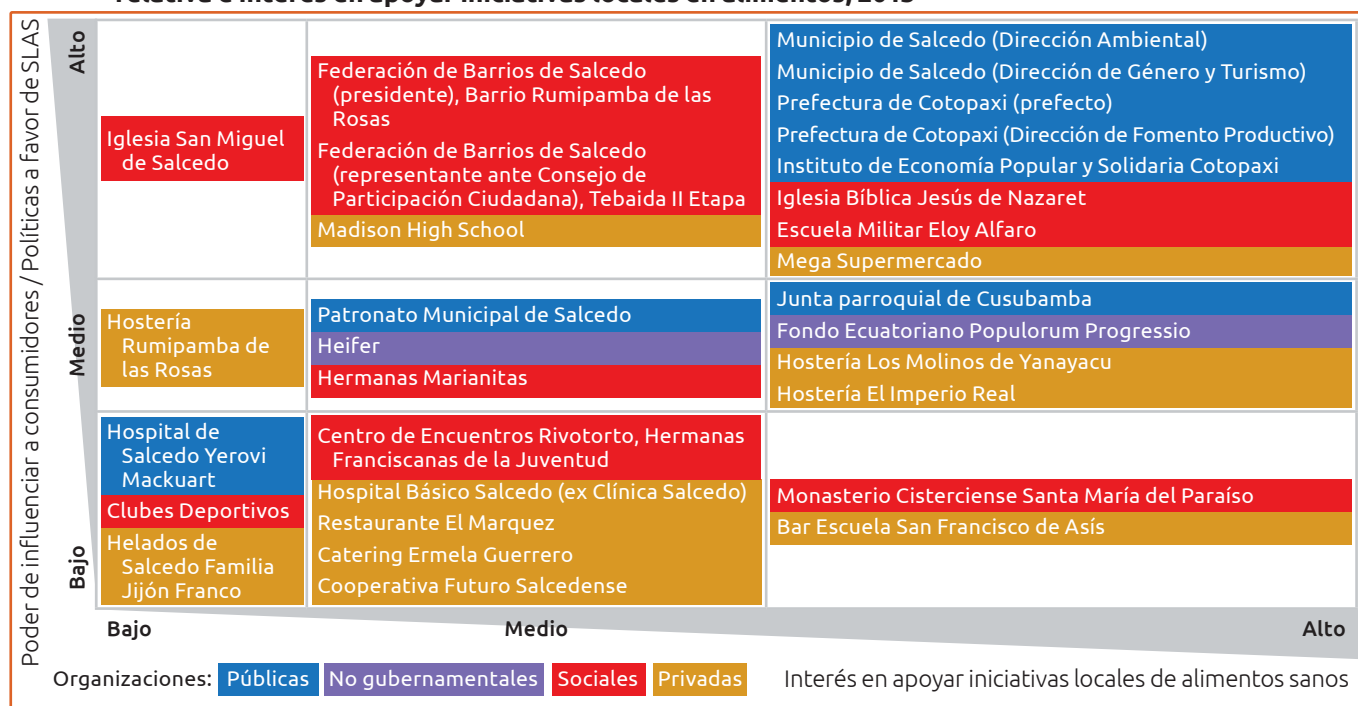 relativa e interés en apoyar iniciativas locales en alimentos, 2015
Poder de influenciar a consumidores / Políticas a favor de SLAS
Alto
Iglesia San Miguel
de Salcedo
Federación de Barrios de Salcedo
(presidente), Barrio Rumipamba de las
Rosas
Federación de Barrios de Salcedo
(representante ante Consejo de
Participación Ciudadana), Tebaida II Etapa
Madison High School
Municipio de Salcedo (Dirección Ambiental)
Municipio de Salcedo (Dirección de Género y Turismo)
Prefectura de Cotopaxi (prefecto)
Prefectura de Cotopaxi (Dirección de Fomento Productivo)
Instituto de Economía Popular y Solidaria Cotopaxi
Iglesia Bíblica Jesús de Nazaret
Escuela Militar Eloy Alfaro
Mega Supermercado
Medio
Hostería
Rumipamba de
las Rosas
Patronato Municipal de Salcedo
Heifer
Hermanas Marianitas
Junta parroquial de Cusubamba
Fondo Ecuatoriano Populorum Progressio
Hostería Los Molinos de Yanayacu
Hostería El Imperio Real
Bajo
Hospital de
Salcedo Yerovi
Mackuart
Clubes Deportivos
Helados de
Salcedo Familia
Jijón Franco
Centro de Encuentros Rivotorto, Hermanas
Franciscanas de la Juventud
Hospital Básico Salcedo (ex Clínica Salcedo)
Restaurante El Marquez
Catering Ermela Guerrero
Cooperativa Futuro Salcedense
Monasterio Cisterciense Santa María del Paraíso
Bar Escuela San Francisco de Asís
Bajo Medio Alto
Organizaciones: Públicas No gubernamentales Sociales Privadas Interés en apoyar iniciativas locales de alimentos sanos